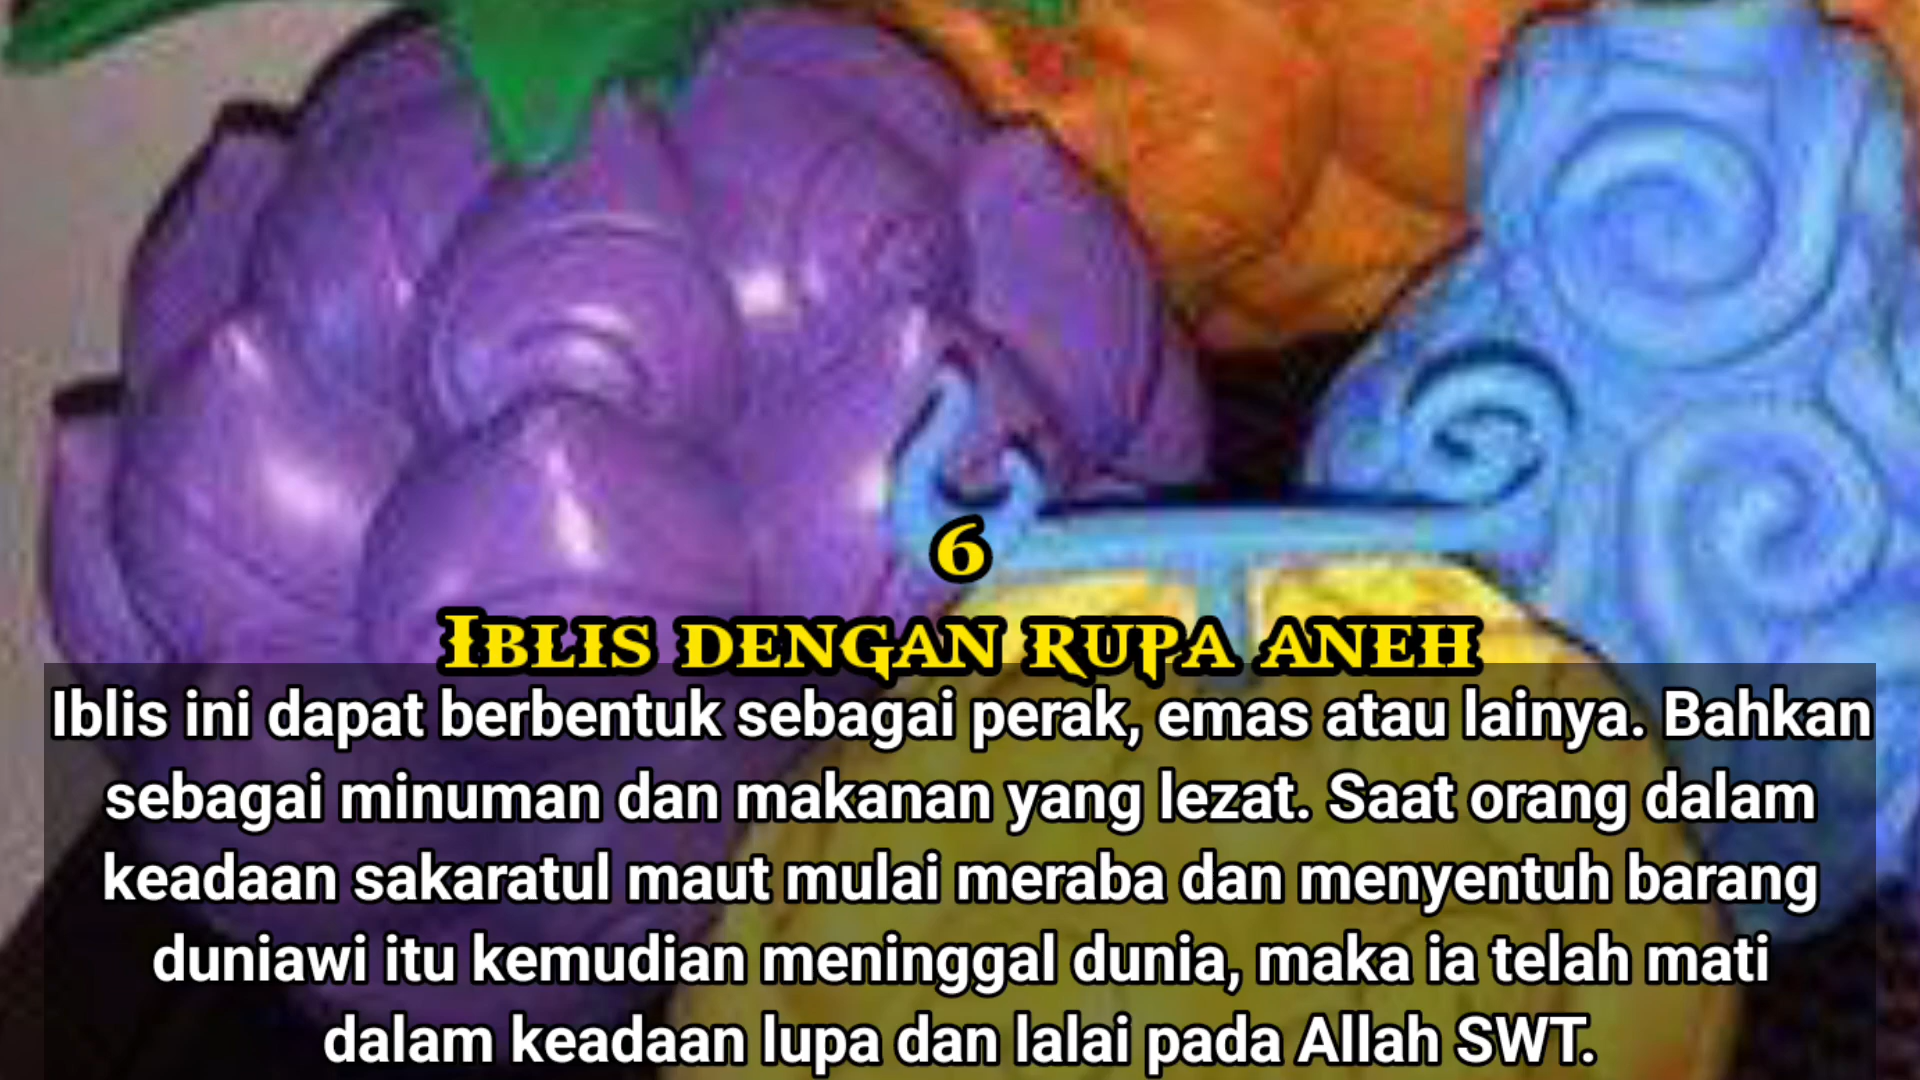 6
Iblis dengan rupa aneh
Iblis ini dapat berbentuk sebagai perak, emas atau lainya. Bahkan
sebagai minuman dan makanan yang lezat. Saat orang dalam
keadaan sakaratul maut mulai meraba dan menyentuh barang
duniawi itu kemudian meninggal dunia, maka ia telah mati
dalam keadaan lupa dan lalai pada Allah SWT.